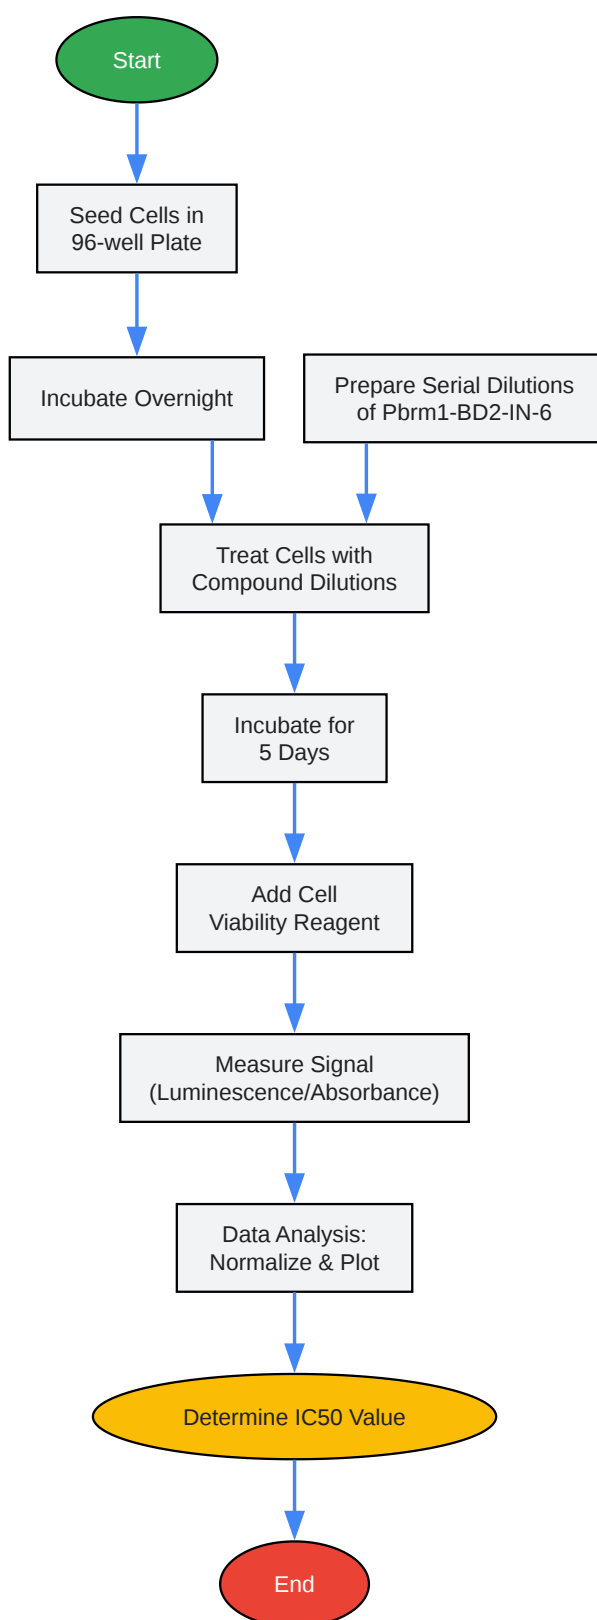 Start
Seed Cells in
96-well Plate
Incubate Overnight
Prepare Serial Dilutions
of Pbrm1-BD2-IN-6
Treat Cells with
Compound Dilutions
Incubate for
5 Days
Add Cell
Viability Reagent
Measure Signal
(Luminescence/Absorbance)
Data Analysis:
Normalize & Plot
Determine IC50 Value
End